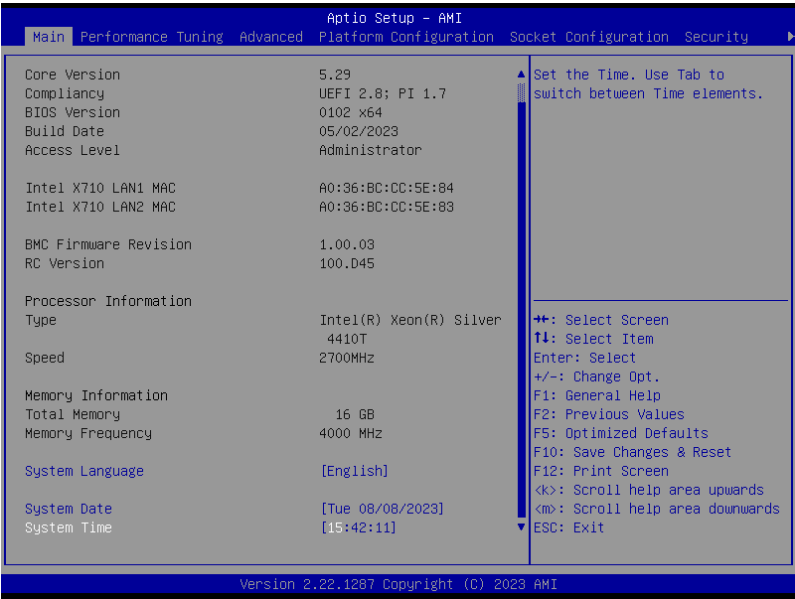 Aptio Setup – AMI
Main Performance Tuning Advanced Platform Configuration Socket Configuration Security
Core Version 5.29
Compliancy UEFI 2.8; PI 1.7
BIOS Version 0102 x64
Build Date 05/02/2023
Access Level Administrator
Intel X710 LAN1 MAC A0:36:BC:CC:5E:84
Intel X710 LAN2 MAC A0:36:BC:CC:5E:83
BMC Firmware Revision 1.00.03
RC Version 100.D45
Processor Information
Type Intel(R) Xeon(R) Silver
4410T
Speed 2700MHz
Memory Information
Total Memory 16 GB
Memory Frequency 4000 MHz
System Language [English]
System Date [Tue 08/08/2023]
System Time [15:42:11]
Set the Time. Use Tab to
switch between Time elements.
→←: Select Screen
↑↓: Select Item
Enter: Select
+/-: Change Opt.
F1: General Help
F2: Previous Values
F5: Optimized Defaults
F10: Save Changes & Reset
F12: Print Screen
<k>: Scroll help area upwards
<m>: Scroll help area downwards
ESC: Exit
Version 2.22.1287 Copyright (C) 2023 AMI